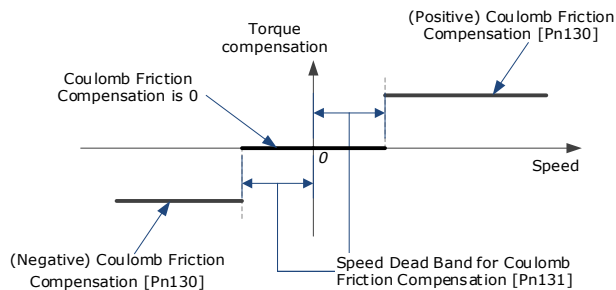 (Positive) Coulomb Friction
Compensation [Pn130]
Torque
compensation
Coulomb Friction
Compensation is 0
0
Speed
(Negative) Coulomb Friction
Compensation [Pn130]
Speed Dead Band for Coulomb
Friction Compensation [Pn131]